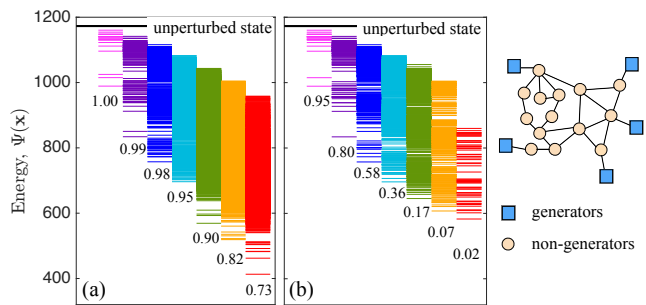 1200
1000
800
600
400
Energy, Ψ(x)
unperturbed state
1.00
0.99
0.98
0.95
0.90
0.82
0.73
(a)
unperturbed state
0.95
0.80
0.58
0.36
0.17
0.07
0.02
(b)
generators
non-generators